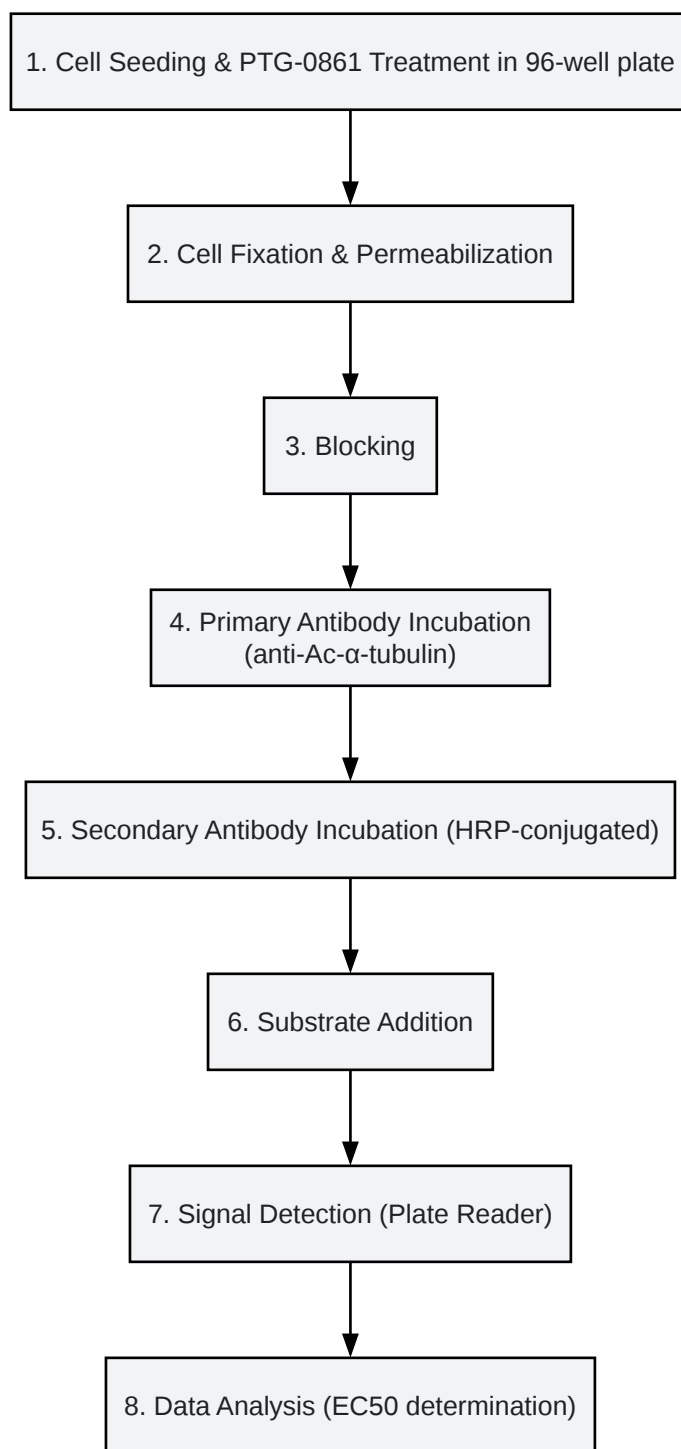 1. Cell Seeding & PTG-0861 Treatment in 96-well plate
2. Cell Fixation & Permeabilization
3. Blocking
4. Primary Antibody Incubation
(anti-Ac-α-tubulin)
5. Secondary Antibody Incubation (HRP-conjugated)
6. Substrate Addition
7. Signal Detection (Plate Reader)
8. Data Analysis (EC50 determination)